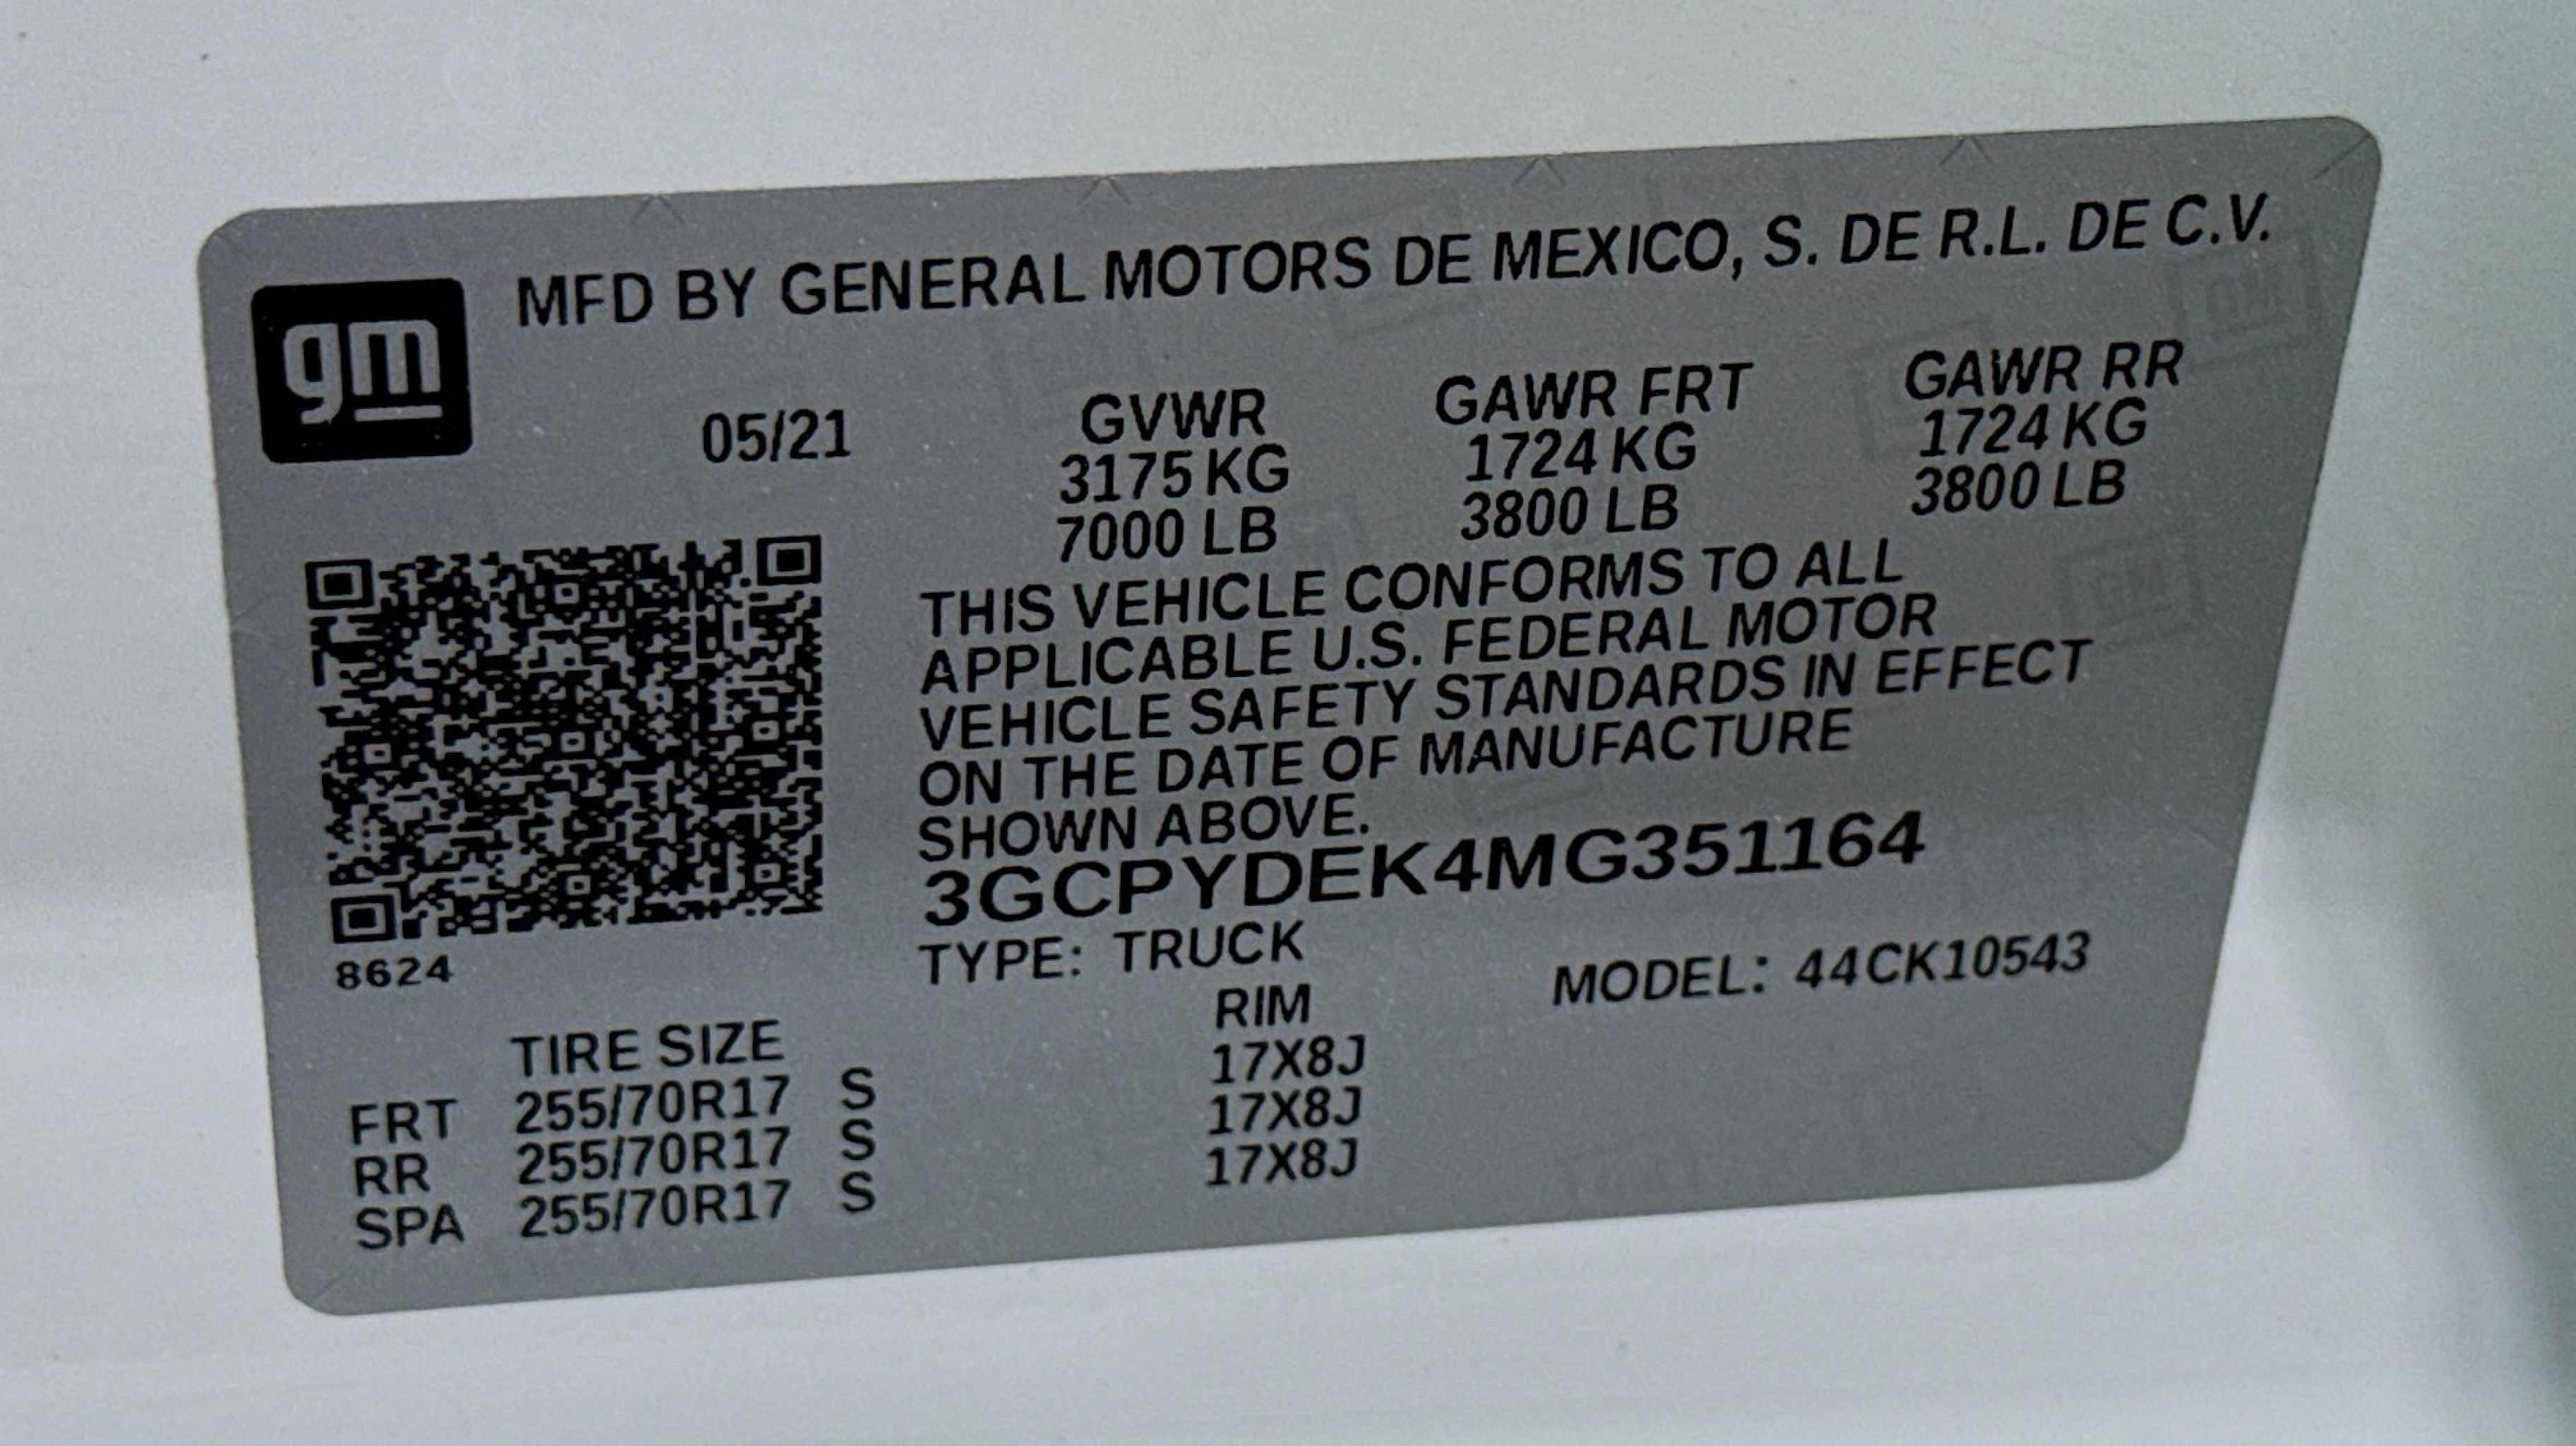 gm
MFD BY GENERAL MOTORS DE MEXICO, S. DE R.L. DE C.V.
05/21 GVWR GAWR FRT GAWR RR
3175 KG 1724 KG 1724 KG
7000 LB 3800 LB 3800 LB
THIS VEHICLE CONFORMS TO ALL
APPLICABLE U.S. FEDERAL MOTOR
VEHICLE SAFETY STANDARDS IN EFFECT
ON THE DATE OF MANUFACTURE
SHOWN ABOVE.
3GCPYDEK4MG351164
8624
TYPE: TRUCK MODEL: 44CK10543
TIRE SIZE RIM
FRT 255/70R17 S 17X8J
RR 255/70R17 S 17X8J
SPA 255/70R17 S 17X8J